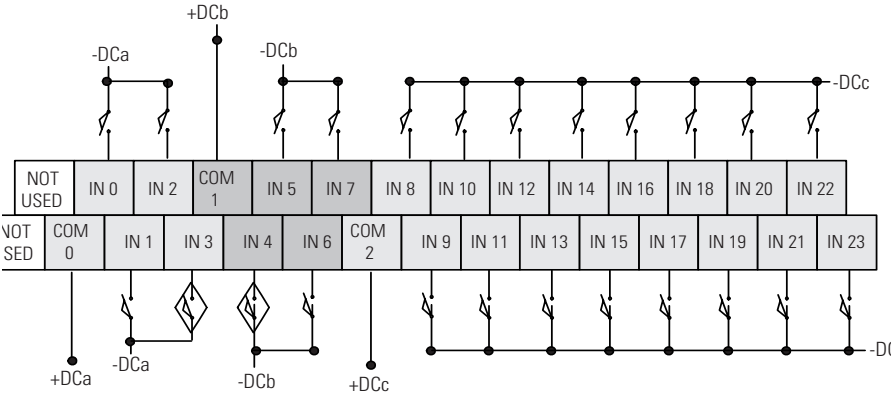 +DCb
-DCa
-DCb
-DCc
NOT USED
IN 0
IN 2
COM 1
IN 5
IN 7
IN 8
IN 10
IN 12
IN 14
IN 16
IN 18
IN 20
IN 22
NOT SED
COM 0
IN 1
IN 3
IN 4
IN 6
COM 2
IN 9
IN 11
IN 13
IN 15
IN 17
IN 19
IN 21
IN 23
-DC
-DCa
+DCa
-DCb
+DCc